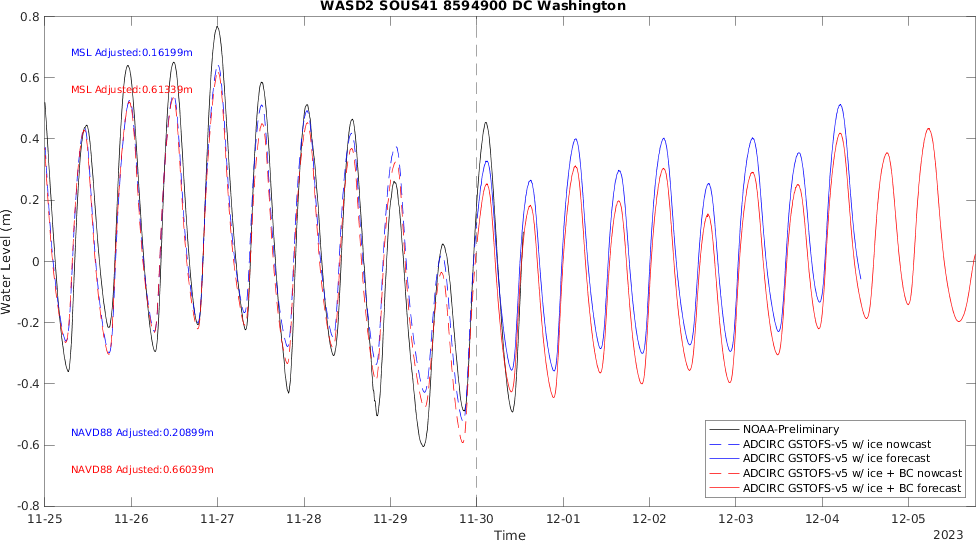 WASD2 SOUS41 8594900 DC Washington
0.8
0.6
0.4
0.2
0
-0.2
-0.4
-0.6
-0.8
Water Level (m)
MSL Adjusted:0.16199m
MSL Adjusted:0.61339m
NAVD88 Adjusted:0.20899m
NAVD88 Adjusted:0.66039m
NOAA-Preliminary
ADCIRC GSTOFS-v5 w/ ice nowcast
ADCIRC GSTOFS-v5 w/ ice forecast
ADCIRC GSTOFS-v5 w/ ice + BC nowcast
ADCIRC GSTOFS-v5 w/ ice + BC forecast
11-25 11-26 11-27 11-28 11-29 11-30 12-01 12-02 12-03 12-04 12-05
Time
2023